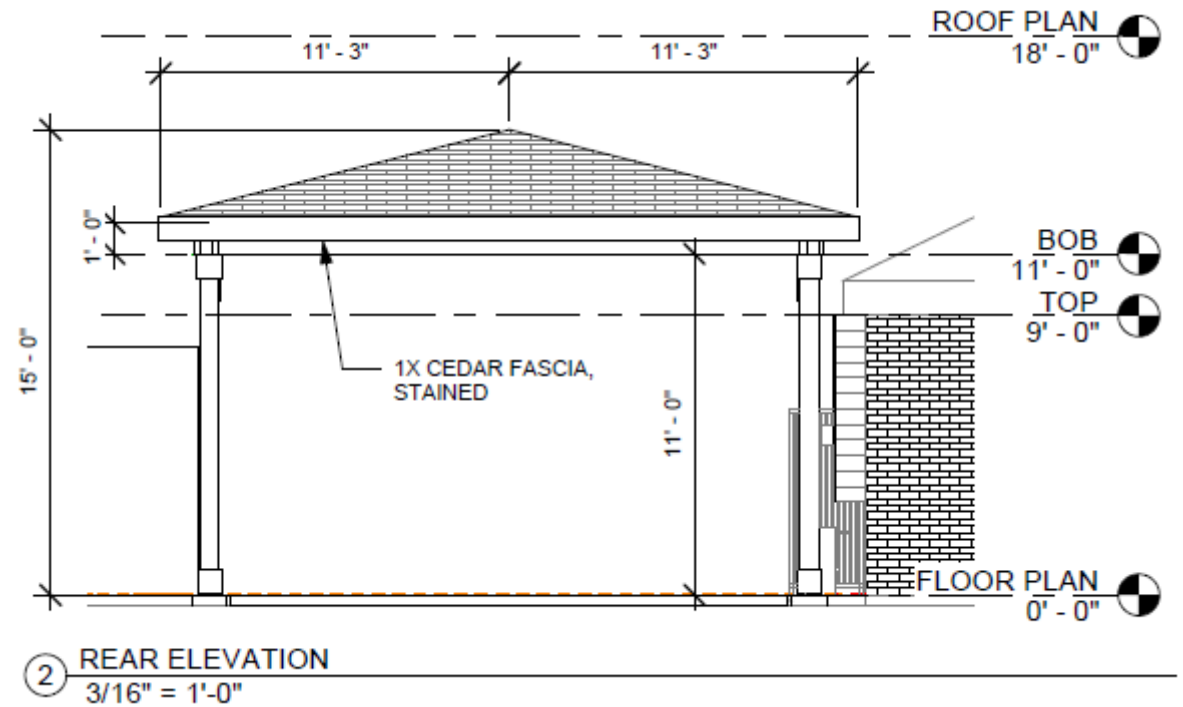 ROOF PLAN
18' - 0"
11' - 3"
11' - 3"
1' - 0"
BOB
11' - 0"
TOP
9' - 0"
15' - 0"
1X CEDAR FASCIA,
STAINED
11' - 0"
FLOOR PLAN
0' - 0"
2
REAR ELEVATION
3/16" = 1'-0"